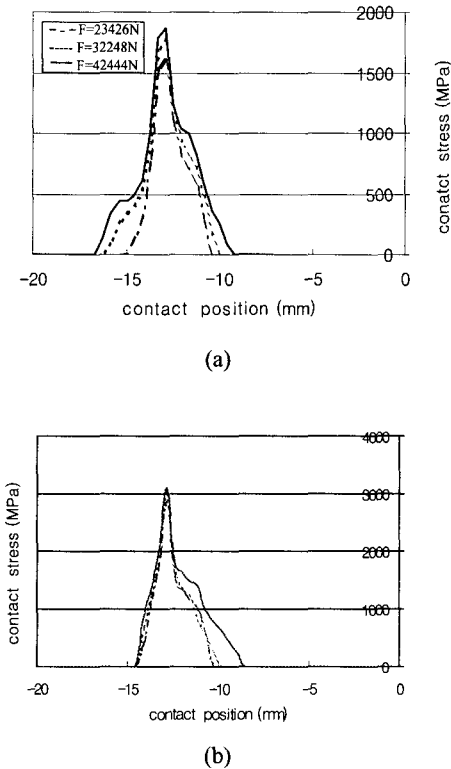 F=23426N
F=32248N
F=42444N
2000
1500
1000
500
0
conatct stress (MPa)
-20
-15
-10
-5
0
contact position (mm)
(a)
4000
3000
2000
1000
0
contact stress (MPa)
-20
-15
-10
-5
0
contact position (mm)
(b)